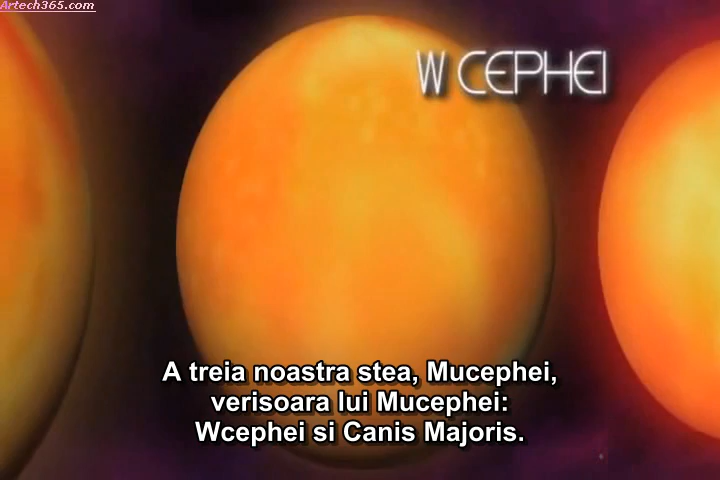 Artech365.com
W CEPHEI
A treia noastra stea, Mucephei,
verisoara lui Mucephei:
Wcephei si Canis Majoris.